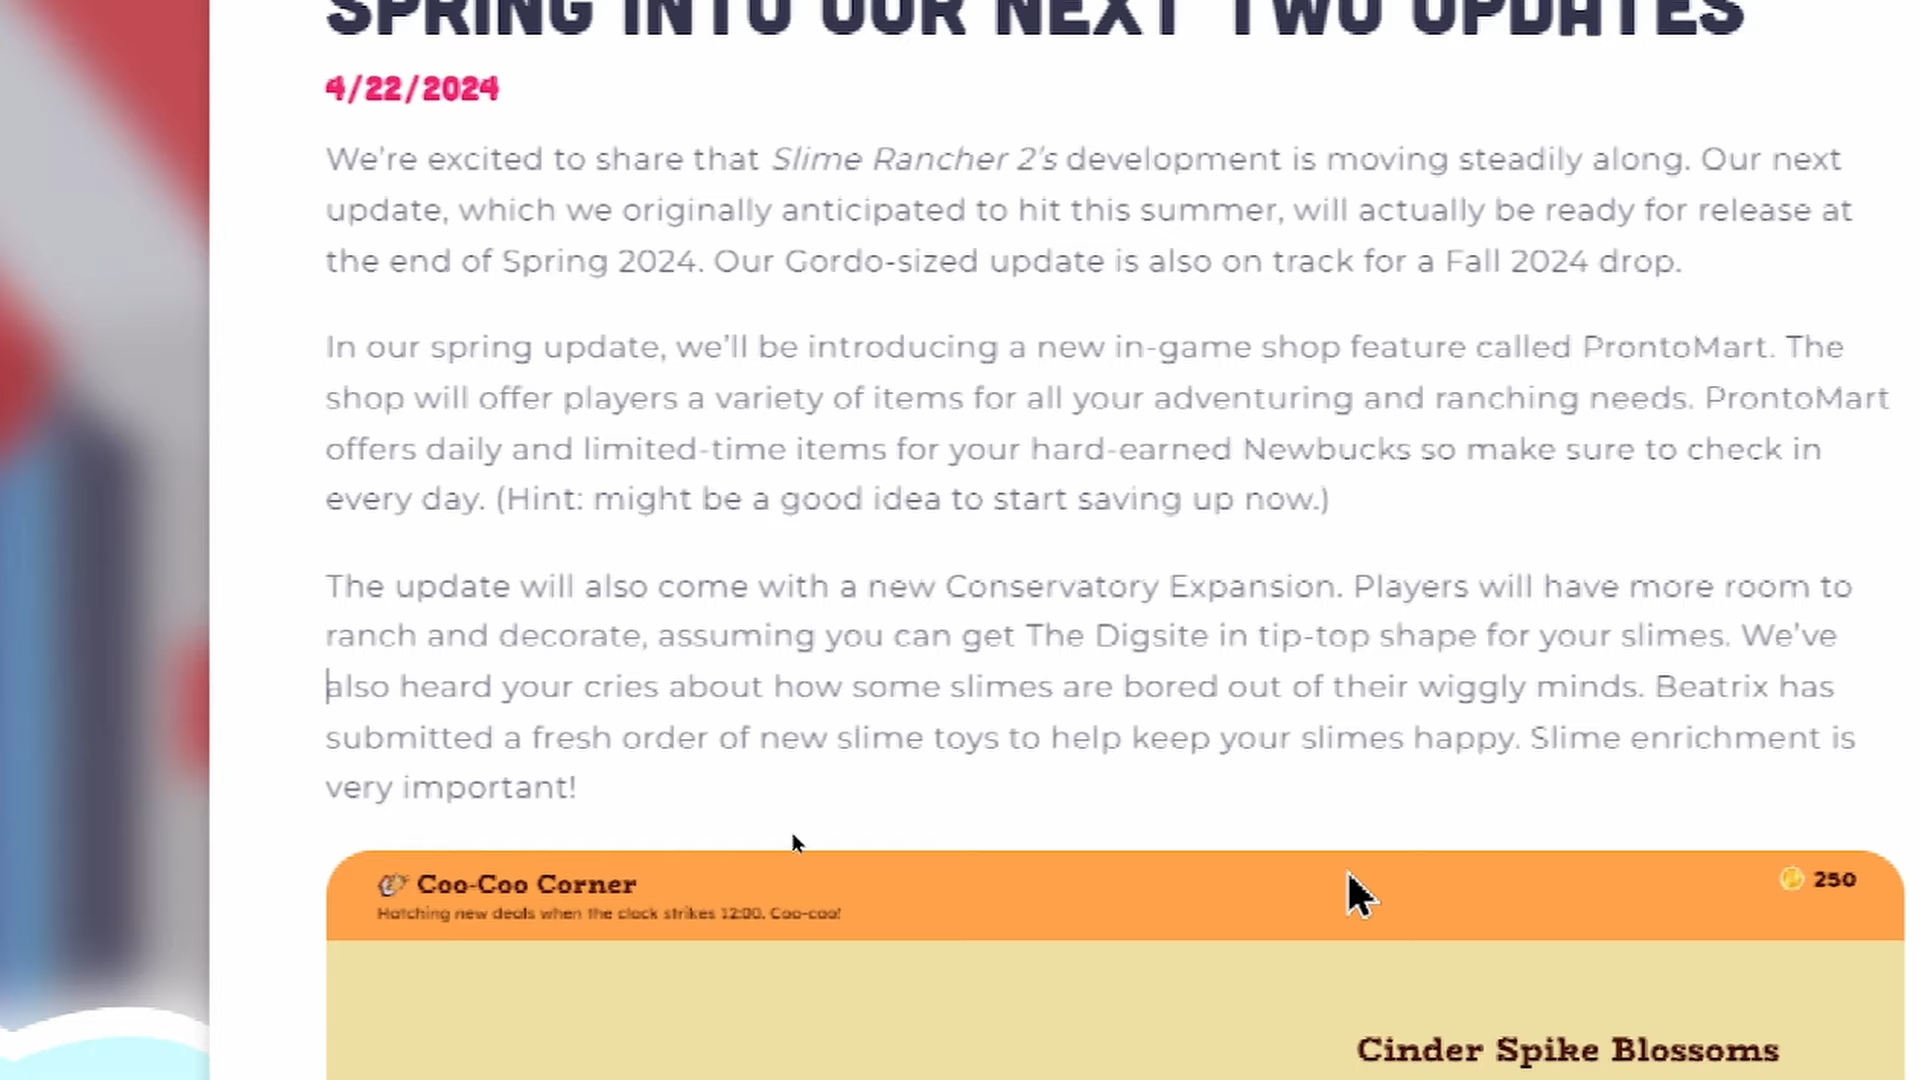 SPRING INTO OUR NEXT TWO UPDATES
4/22/2024
We're excited to share that Slime Rancher 2's development is moving steadily along. Our next
update, which we originally anticipated to hit this summer, will actually be ready for release at
the end of Spring 2024. Our Gordo-sized update is also on track for a Fall 2024 drop.
In our spring update, we'll be introducing a new in-game shop feature called ProntoMart. The
shop will offer players a variety of items for all your adventuring and ranching needs. ProntoMart
offers daily and limited-time items for your hard-earned Newbucks so make sure to check in
every day. (Hint: might be a good idea to start saving up now.)
The update will also come with a new Conservatory Expansion. Players will have more room to
ranch and decorate, assuming you can get The Digsite in tip-top shape for your slimes. We've
also heard your cries about how some slimes are bored out of their wiggly minds. Beatrix has
submitted a fresh order of new slime toys to help keep your slimes happy. Slime enrichment is
very important!
Coo-Coo Corner
250
Hatching new deals when the clock strikes 12:00. Coo-coo!
Cinder Spike Blossoms